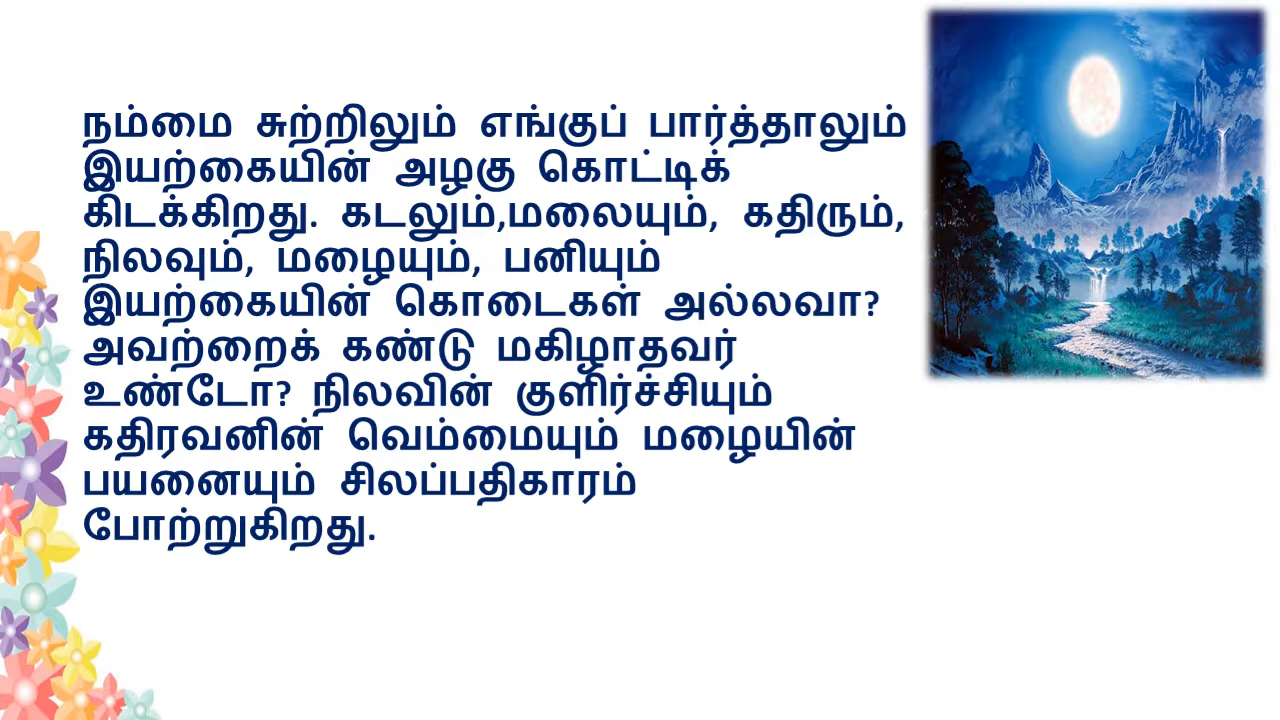 நம்மை சுற்றிலும் எங்குப் பார்த்தாலும்
இயற்கையின் அழகு கொட்டிக்
கிடக்கிறது. கடலும்,மலையும், கதிரும்,
நிலவும், மழையும், பனியும்
இயற்கையின் கொடைகள் அல்லவா?
அவற்றைக் கண்டு மகிழாதவர்
உண்டோ? நிலவின் குளிர்ச்சியும்
கதிரவனின் வெம்மையும் மழையின்
பயனையும் சிலப்பதிகாரம்
போற்றுகிறது.